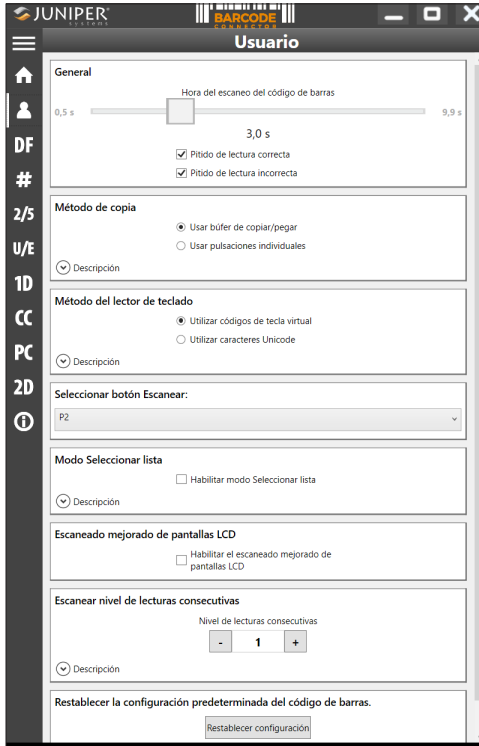 JUNIPER
systems
BARCODE
CONNECTOR
Usuario
General
Hora del escaneo del código de barras
0,5 s
9,9 s
3,0 s
Pitido de lectura correcta
Pitido de lectura incorrecta
DF
#
2/5
U/E
1D
CC
PC
2D
Método de copia
Usar búfer de copiar/pegar
Usar pulsaciones individuales
Descripción
Método del lector de teclado
Utilizar códigos de tecla virtual
Utilizar caracteres Unicode
Descripción
Seleccionar botón Escanear:
P2
Modo Seleccionar lista
Habilitar modo Seleccionar lista
Descripción
Escaneado mejorado de pantallas LCD
Habilitar el escaneado mejorado de
pantallas LCD
Escanear nivel de lecturas consecutivas
Nivel de lecturas consecutivas
- 1 +
Descripción
Restablecer la configuración predeterminada del código de barras.
Restablecer configuración